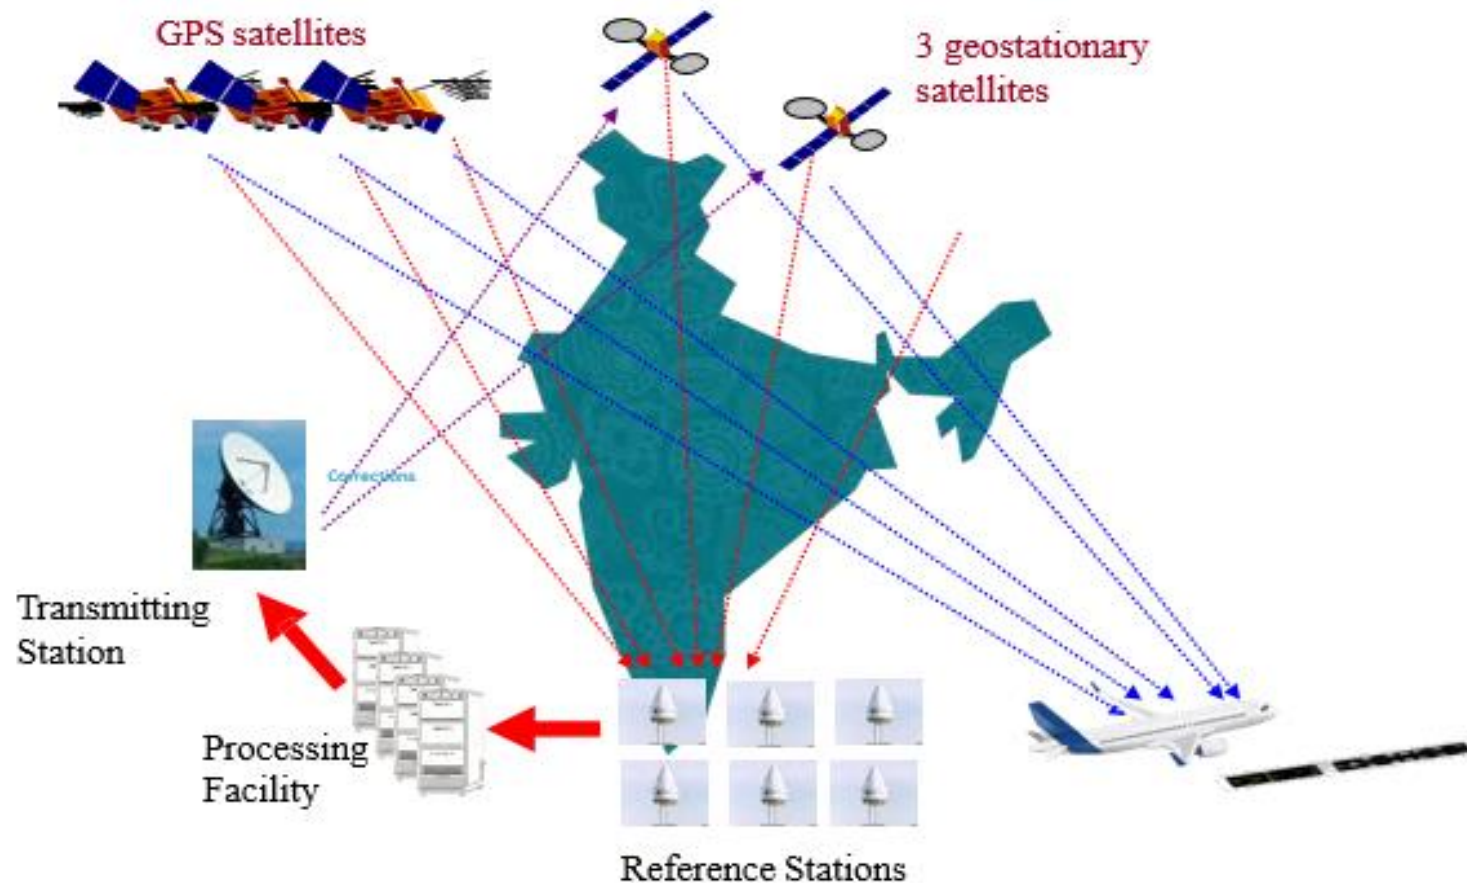 GPS satellites
3 geostationary
satellites
Corrections
Transmitting
Station
Processing
Facility
Reference Stations